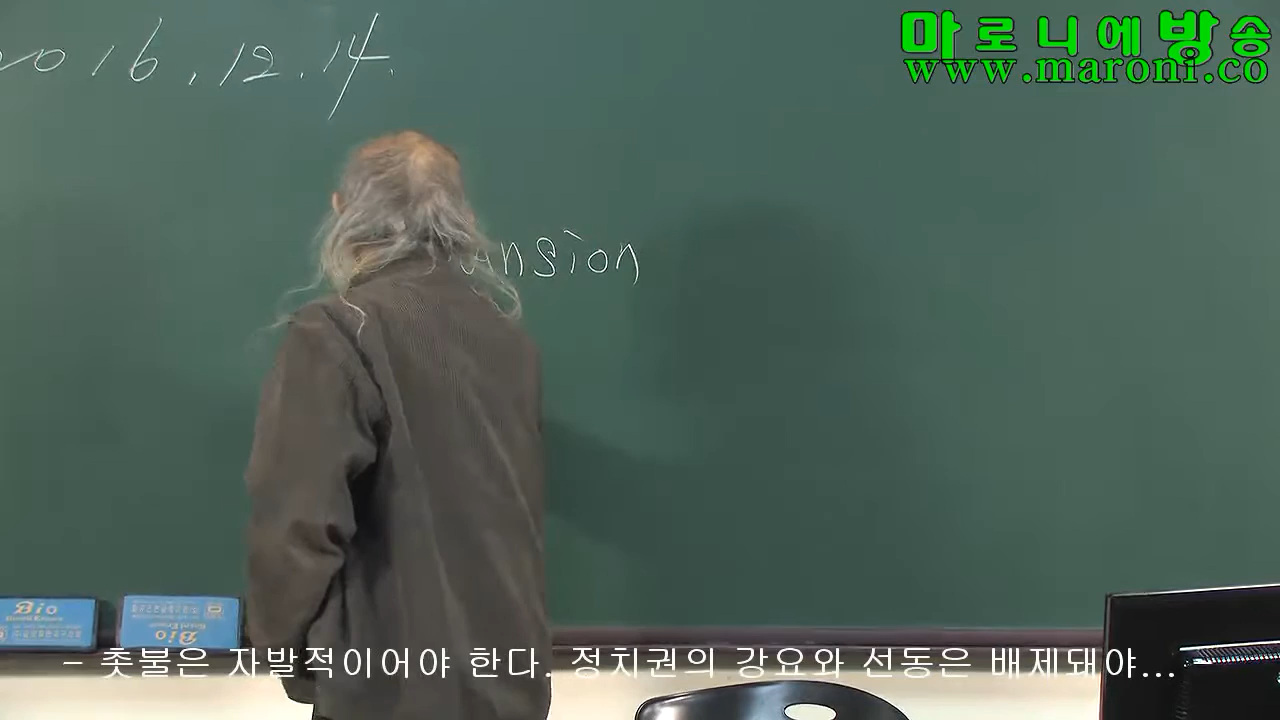 마로니에방송
www.maroni.co
2016.12.14.
ansion
Bio
Bio
- 촛불은 자발적이어야 한다. 정치권의 강요와 선동은 배제돼야...